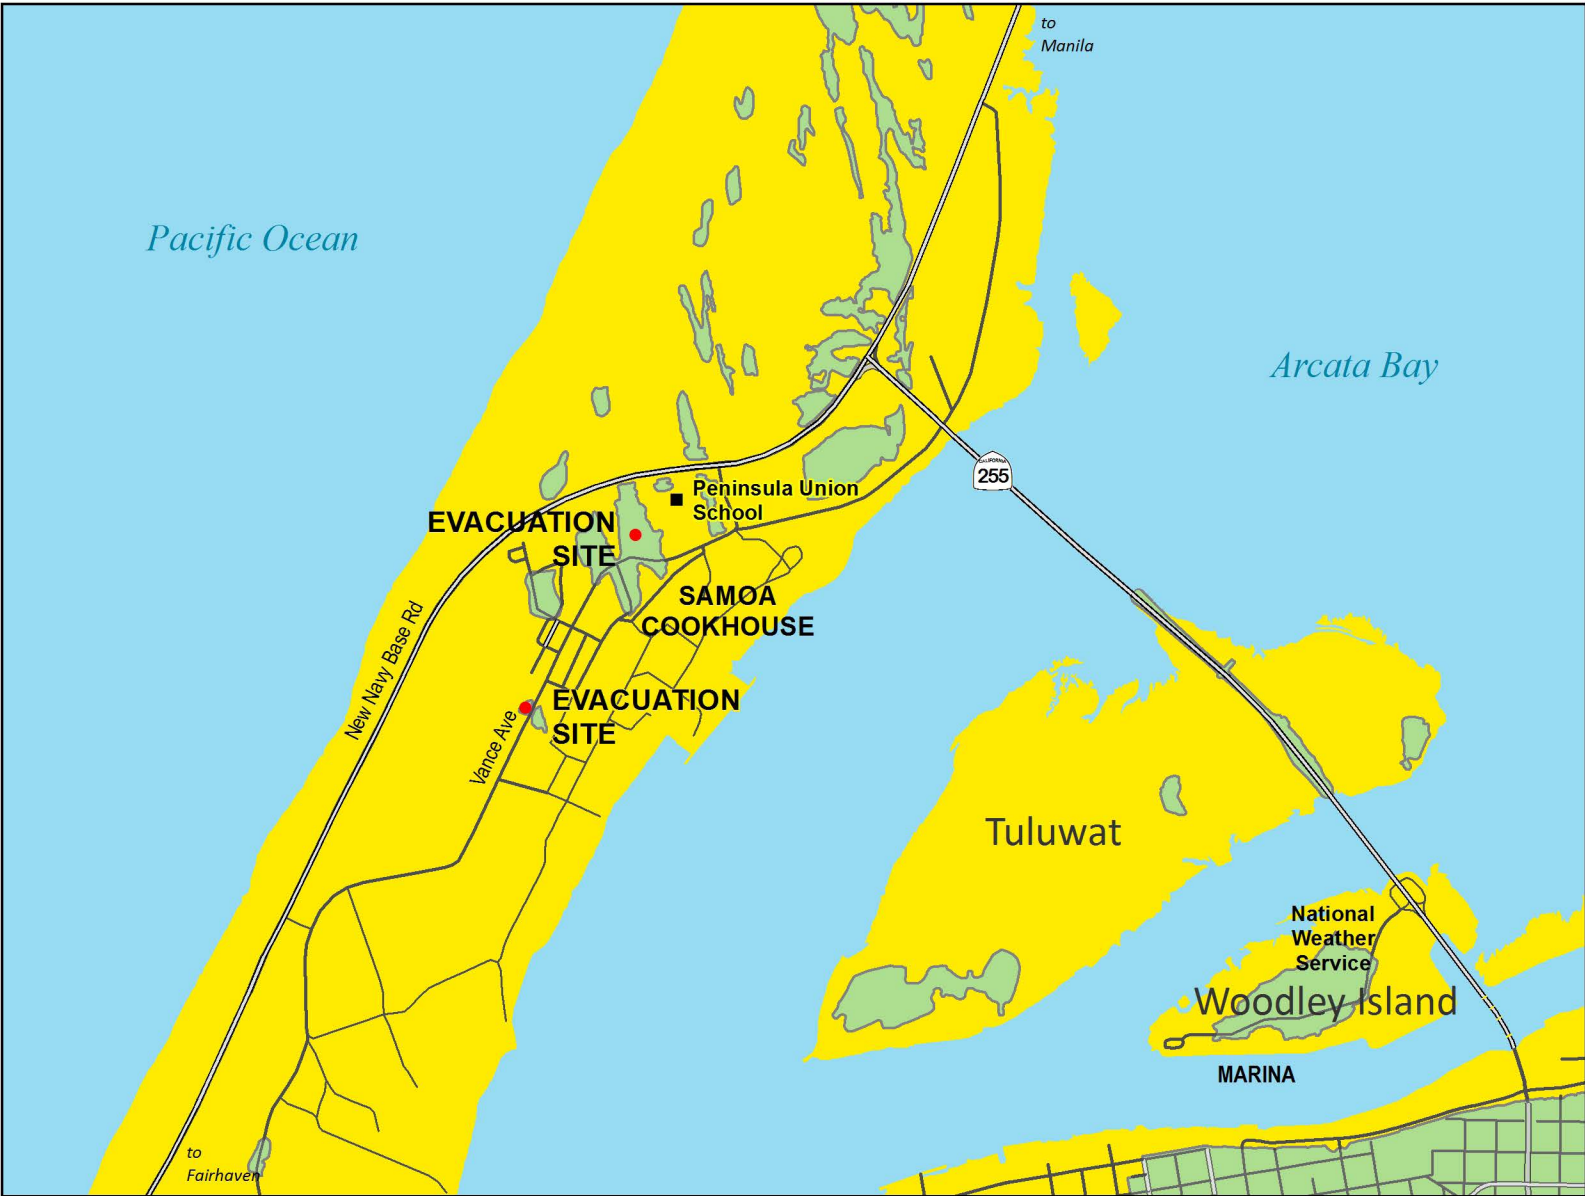 to
Manila
Pacific Ocean
Arcata Bay
CALIFORNIA
255
Peninsula Union
School
EVACUATION
SITE
SAMOA
COOKHOUSE
New Navy Base Rd
EVACUATION
SITE
Vance Ave
Tuluwat
National
Weather
Service
Woodley Island
MARINA
to
Fairhaven